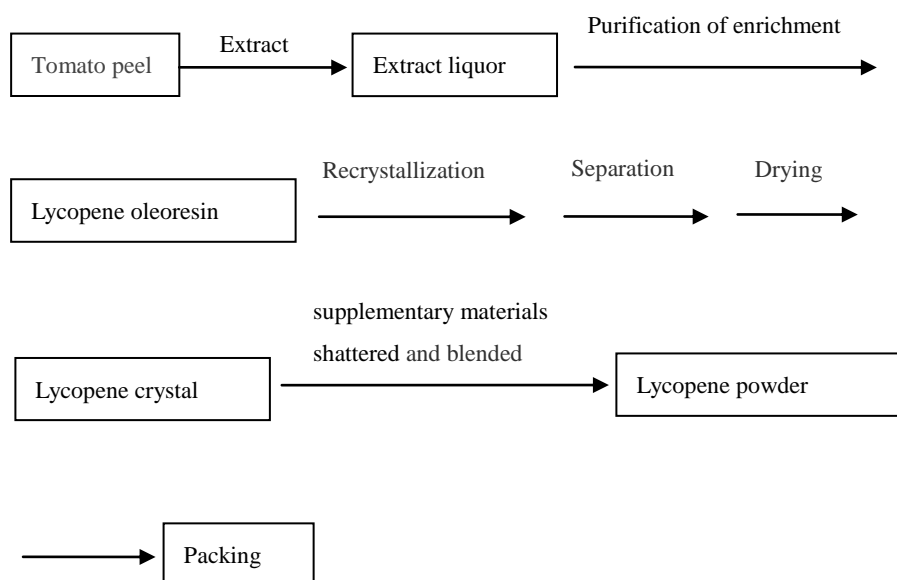 Purification of enrichment
Extract
Tomato peel
Extract liquor
Recrystallization
Separation
Drying
Lycopene oleoresin
supplementary materials
shattered and blended
Lycopene crystal
Lycopene powder
Packing